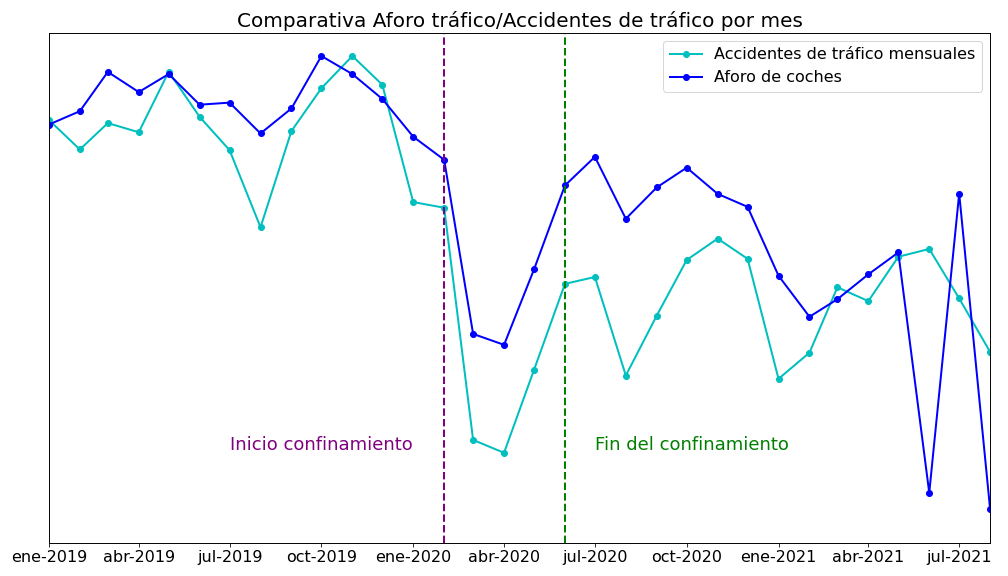 Comparativa Aforo tráfico/Accidentes de tráfico por mes
Accidentes de tráfico mensuales
Aforo de coches
Inicio confinamiento
Fin del confinamiento
ene-2019
abr-2019
jul-2019
oct-2019
ene-2020
abr-2020
jul-2020
oct-2020
ene-2021
abr-2021
jul-2021